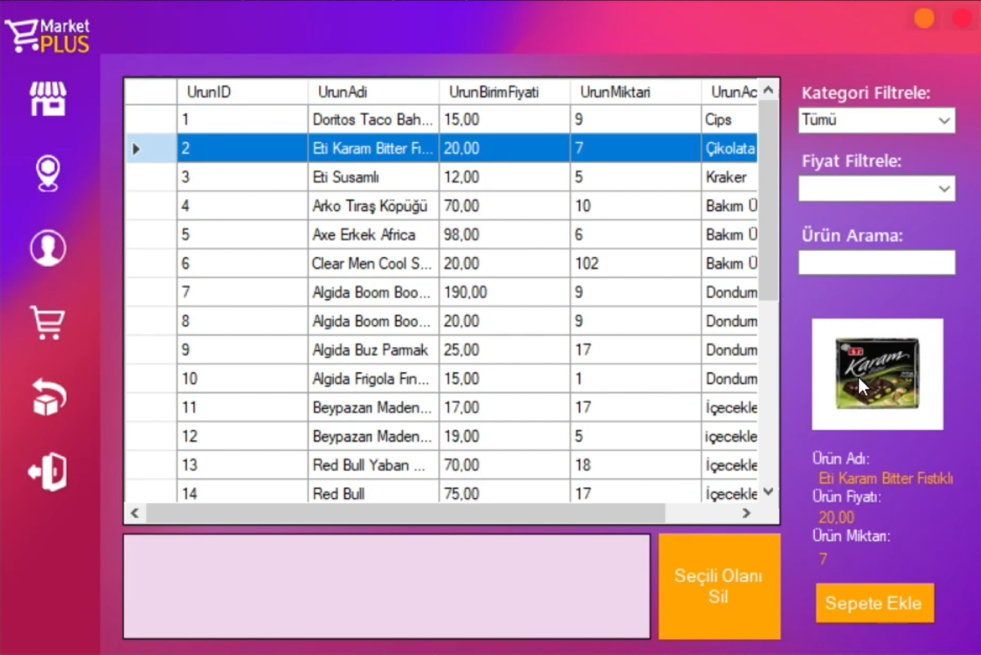 Market
PLUS
UrunID UrunAdi UrunBirimFiyati UrunMiktari UrunAc
1 Doritos Taco Bah... 15,00 9 Cips
2 Eti Karam Bitter Fı... 20,00 7 Çikolata
3 Eti Susamlı 12,00 5 Kraker
4 Arko Tıraş Köpüğü 70,00 10 Bakım Ü
5 Axe Erkek Africa 98,00 6 Bakım Ü
6 Clear Men Cool S... 20,00 102 Bakım Ü
7 Algida Boom Boo... 190,00 9 Dondum
8 Algida Boom Boo... 20,00 9 Dondum
9 Algida Buz Parmak 25,00 17 Dondum
10 Algida Frigola Fın... 15,00 1 Dondum
11 Beypazarı Maden... 17,00 17 İçecekle
12 Beypazarı Maden... 19,00 5 içecekle
13 Red Bull Yaban ... 70,00 18 İçecekle
14 Red Bull 75,00 17 İçecekle
Seçili Olanı
Sil
Kategori Filtrele:
Tümü
Fiyat Filtrele:
Ürün Arama:
ETİ
Karam
Ürün Adı:
Eti Karam Bitter Fıstıklı
Ürün Fiyatı:
20,00
Ürün Miktarı:
7
Sepete Ekle